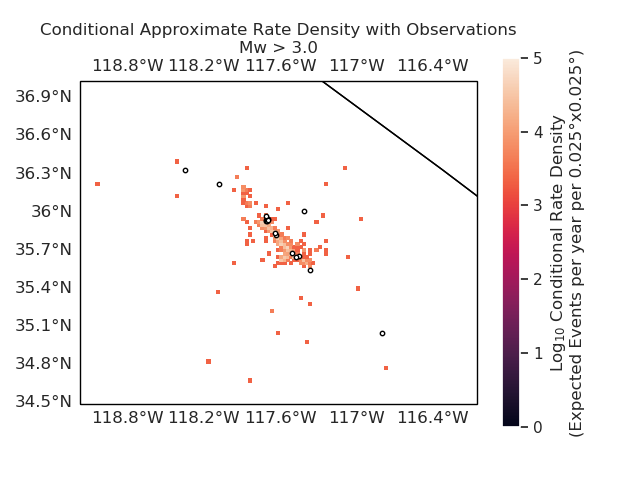 Conditional Approximate Rate Density with Observations
Mw > 3.0
118.8°W 118.2°W 117.6°W 117°W 116.4°W
36.9°N
36.6°N
36.3°N
36°N
35.7°N
35.4°N
35.1°N
34.8°N
34.5°N
118.8°W 118.2°W 117.6°W 117°W 116.4°W
5
4
3
2
1
0
Log₁₀ Conditional Rate Density
(Expected Events per year per 0.025°x0.025°)